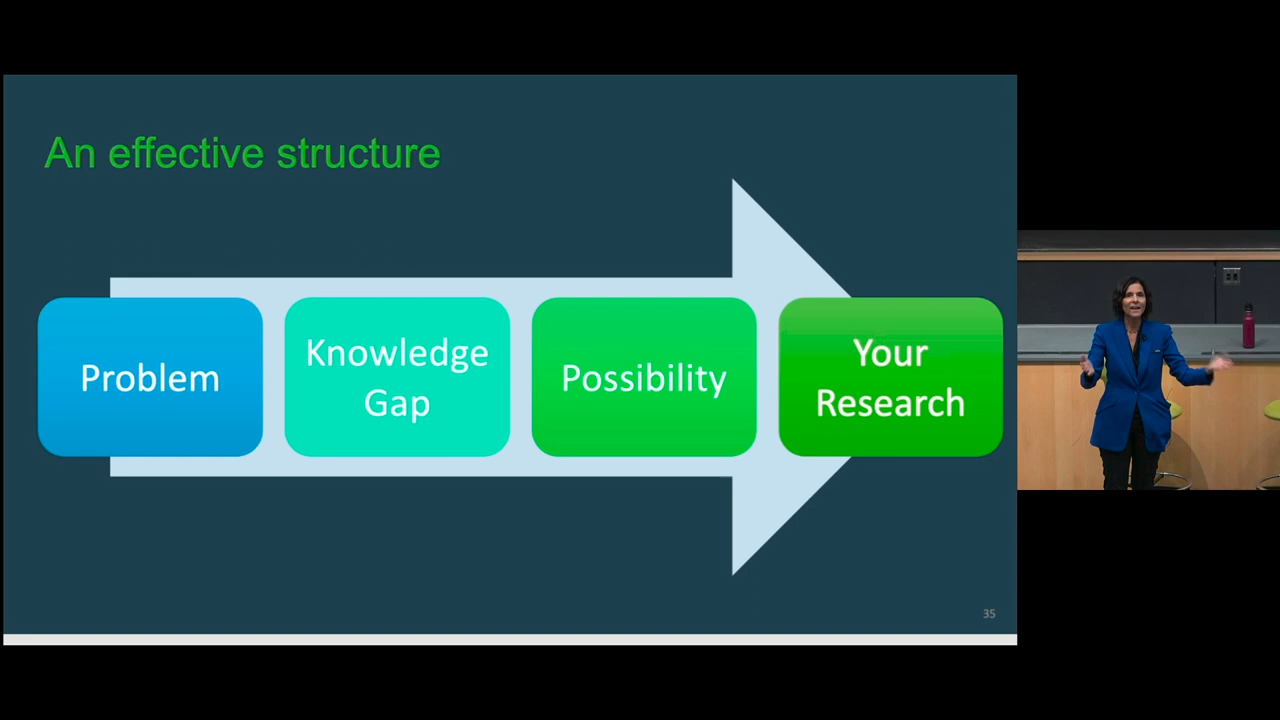 An effective structure
Problem
Knowledge
Gap
Possibility
Your
Research
35